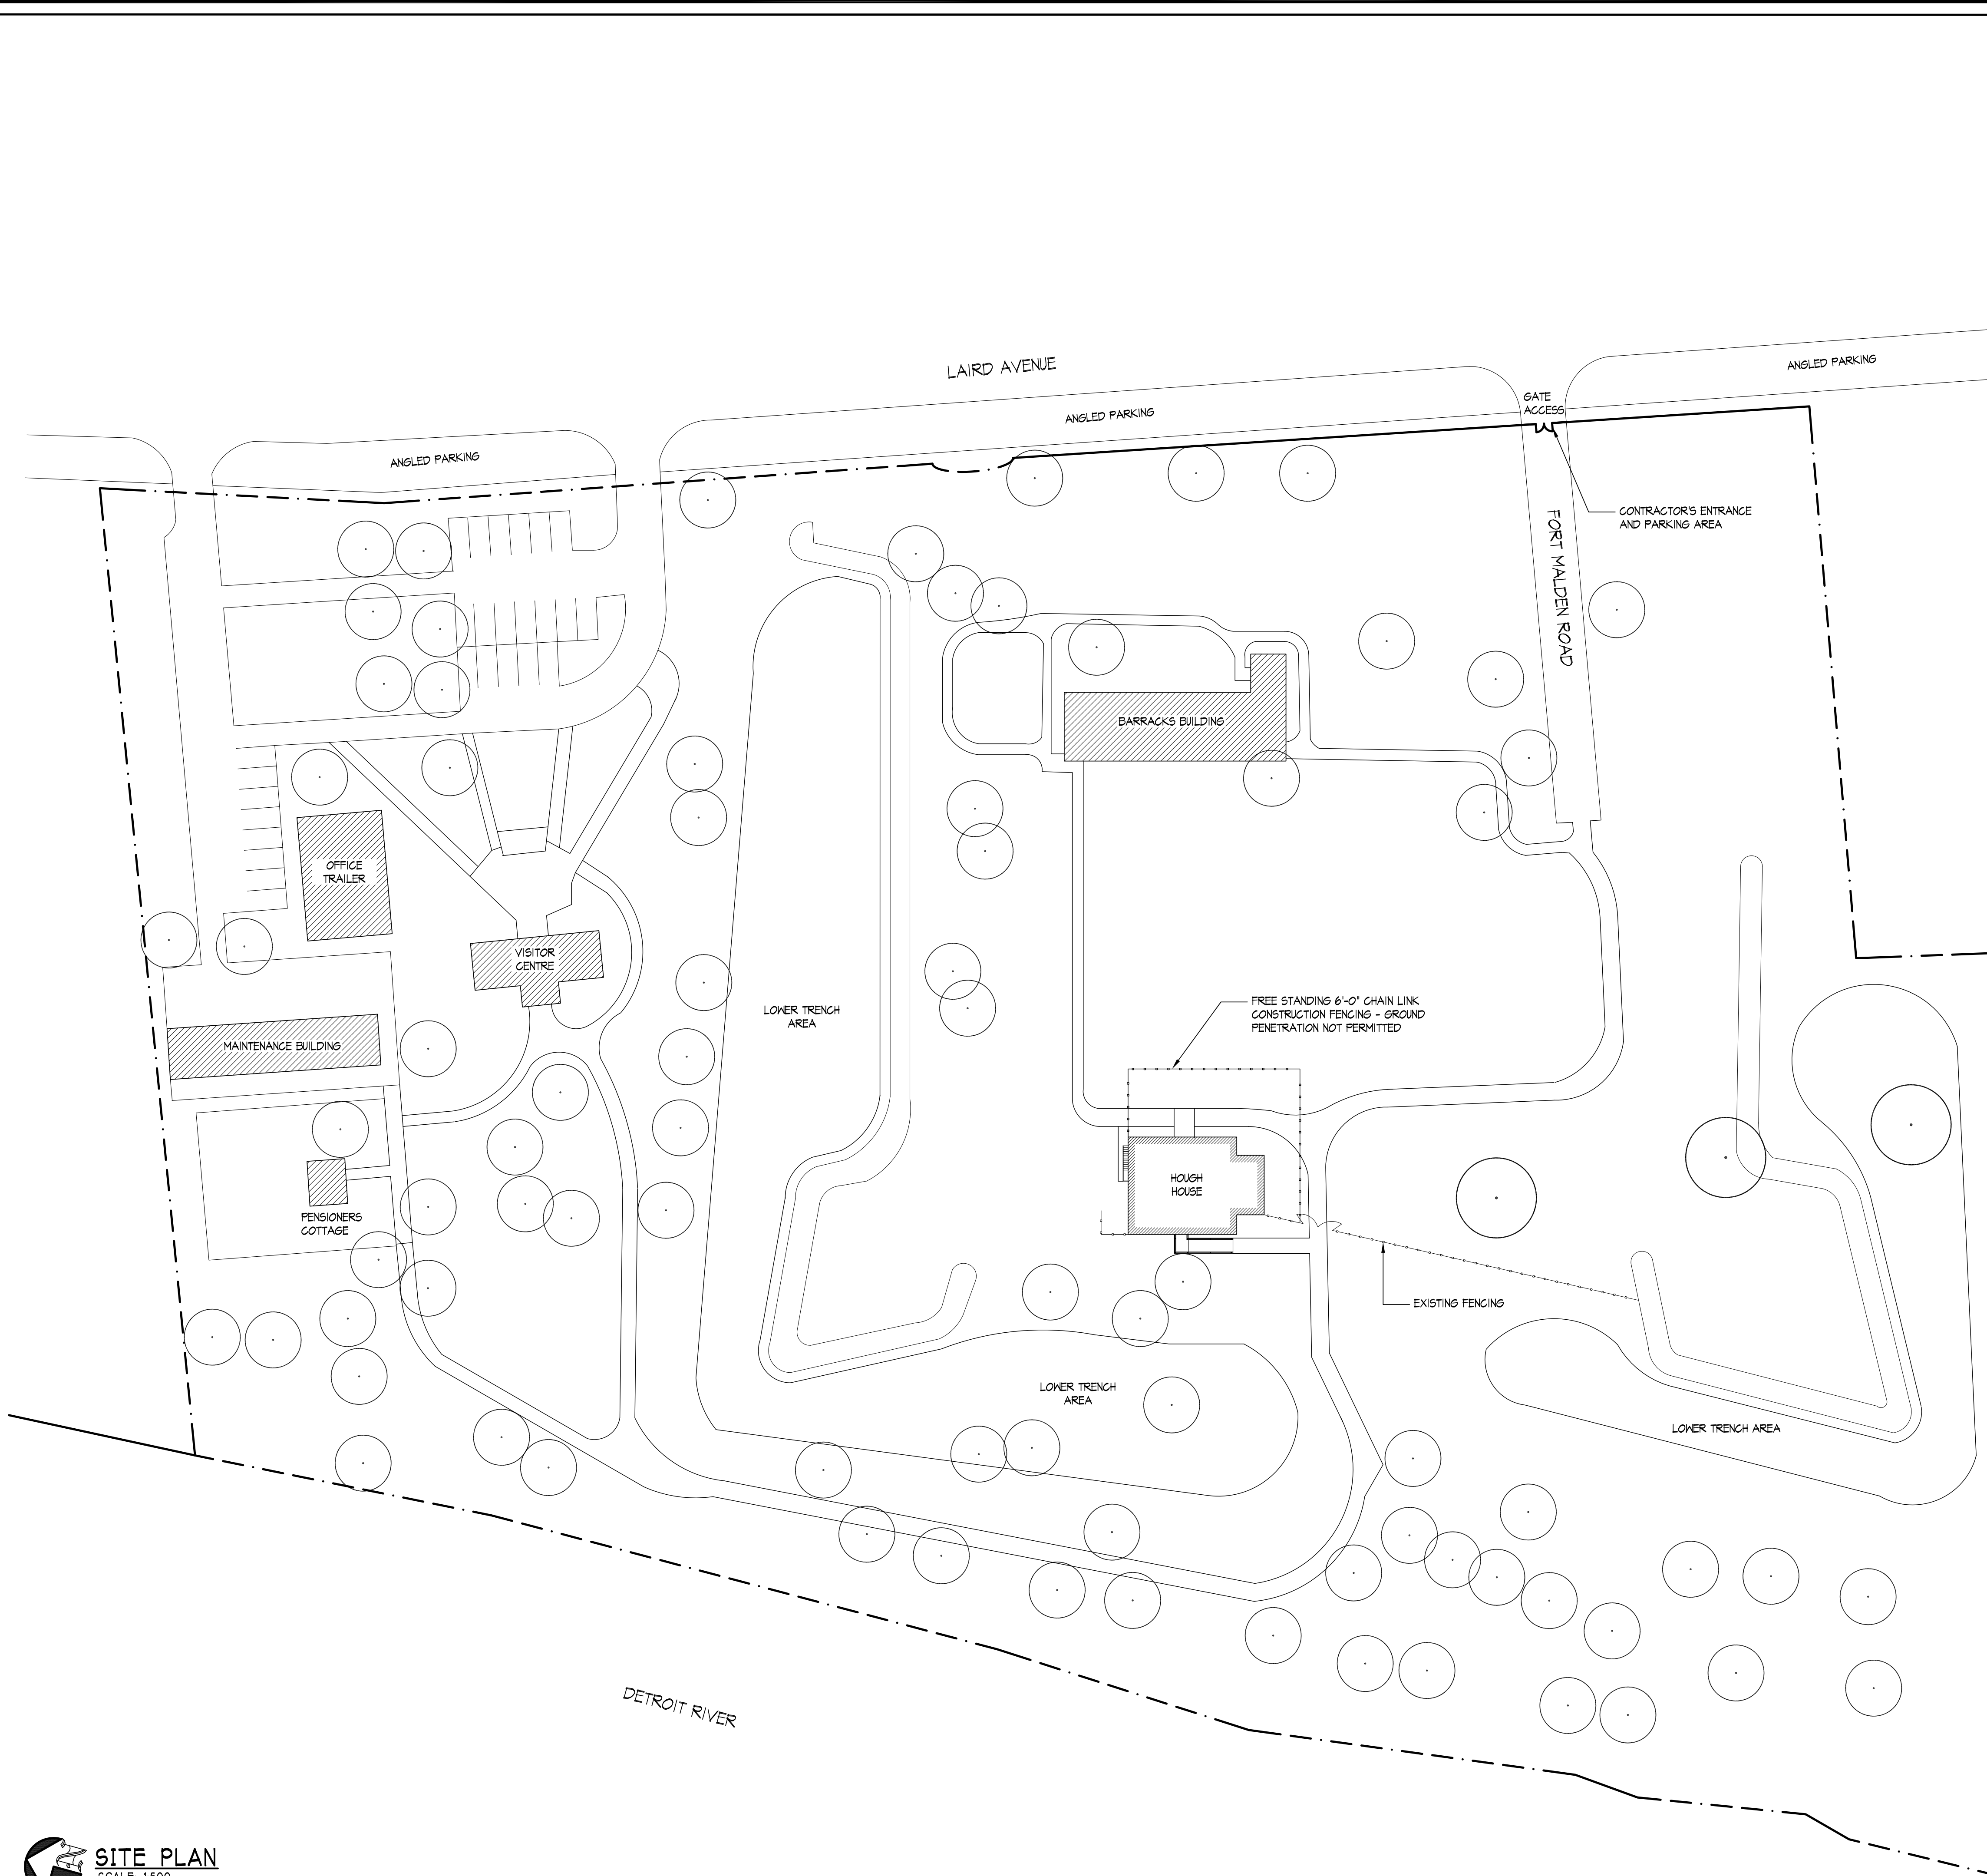 LAIRD AVENUE
ANGLED PARKING
GATE
ACCESS
ANGLED PARKING
ANGLED PARKING
CONTRACTOR'S ENTRANCE
AND PARKING AREA
FORT MALDEN ROAD
BARRACKS BUILDING
OFFICE
TRAILER
VISITOR
CENTRE
LOWER TRENCH
AREA
FREE STANDING 6'-0" CHAIN LINK
CONSTRUCTION FENCING - GROUND
PENETRATION NOT PERMITTED
MAINTENANCE BUILDING
HOUGH
HOUSE
PENSIONERS
COTTAGE
EXISTING FENCING
LOWER TRENCH
AREA
LOWER TRENCH AREA
DETROIT RIVER
SITE PLAN